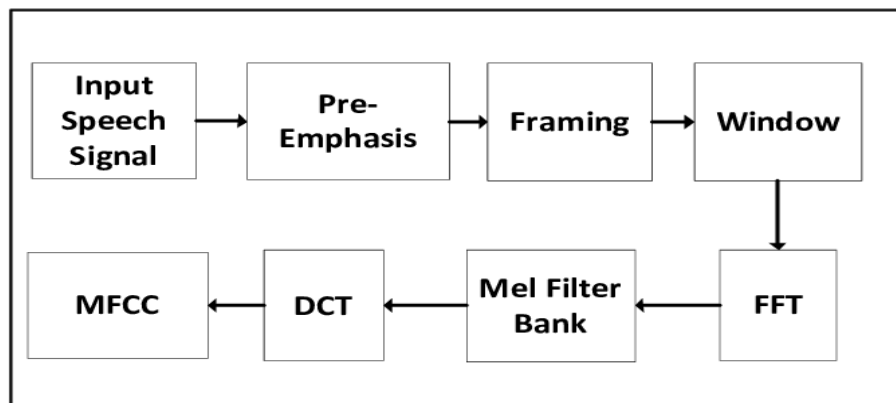 Input
Speech
Signal
Pre-
Emphasis
Framing
Window
MFCC
DCT
Mel Filter
Bank
FFT